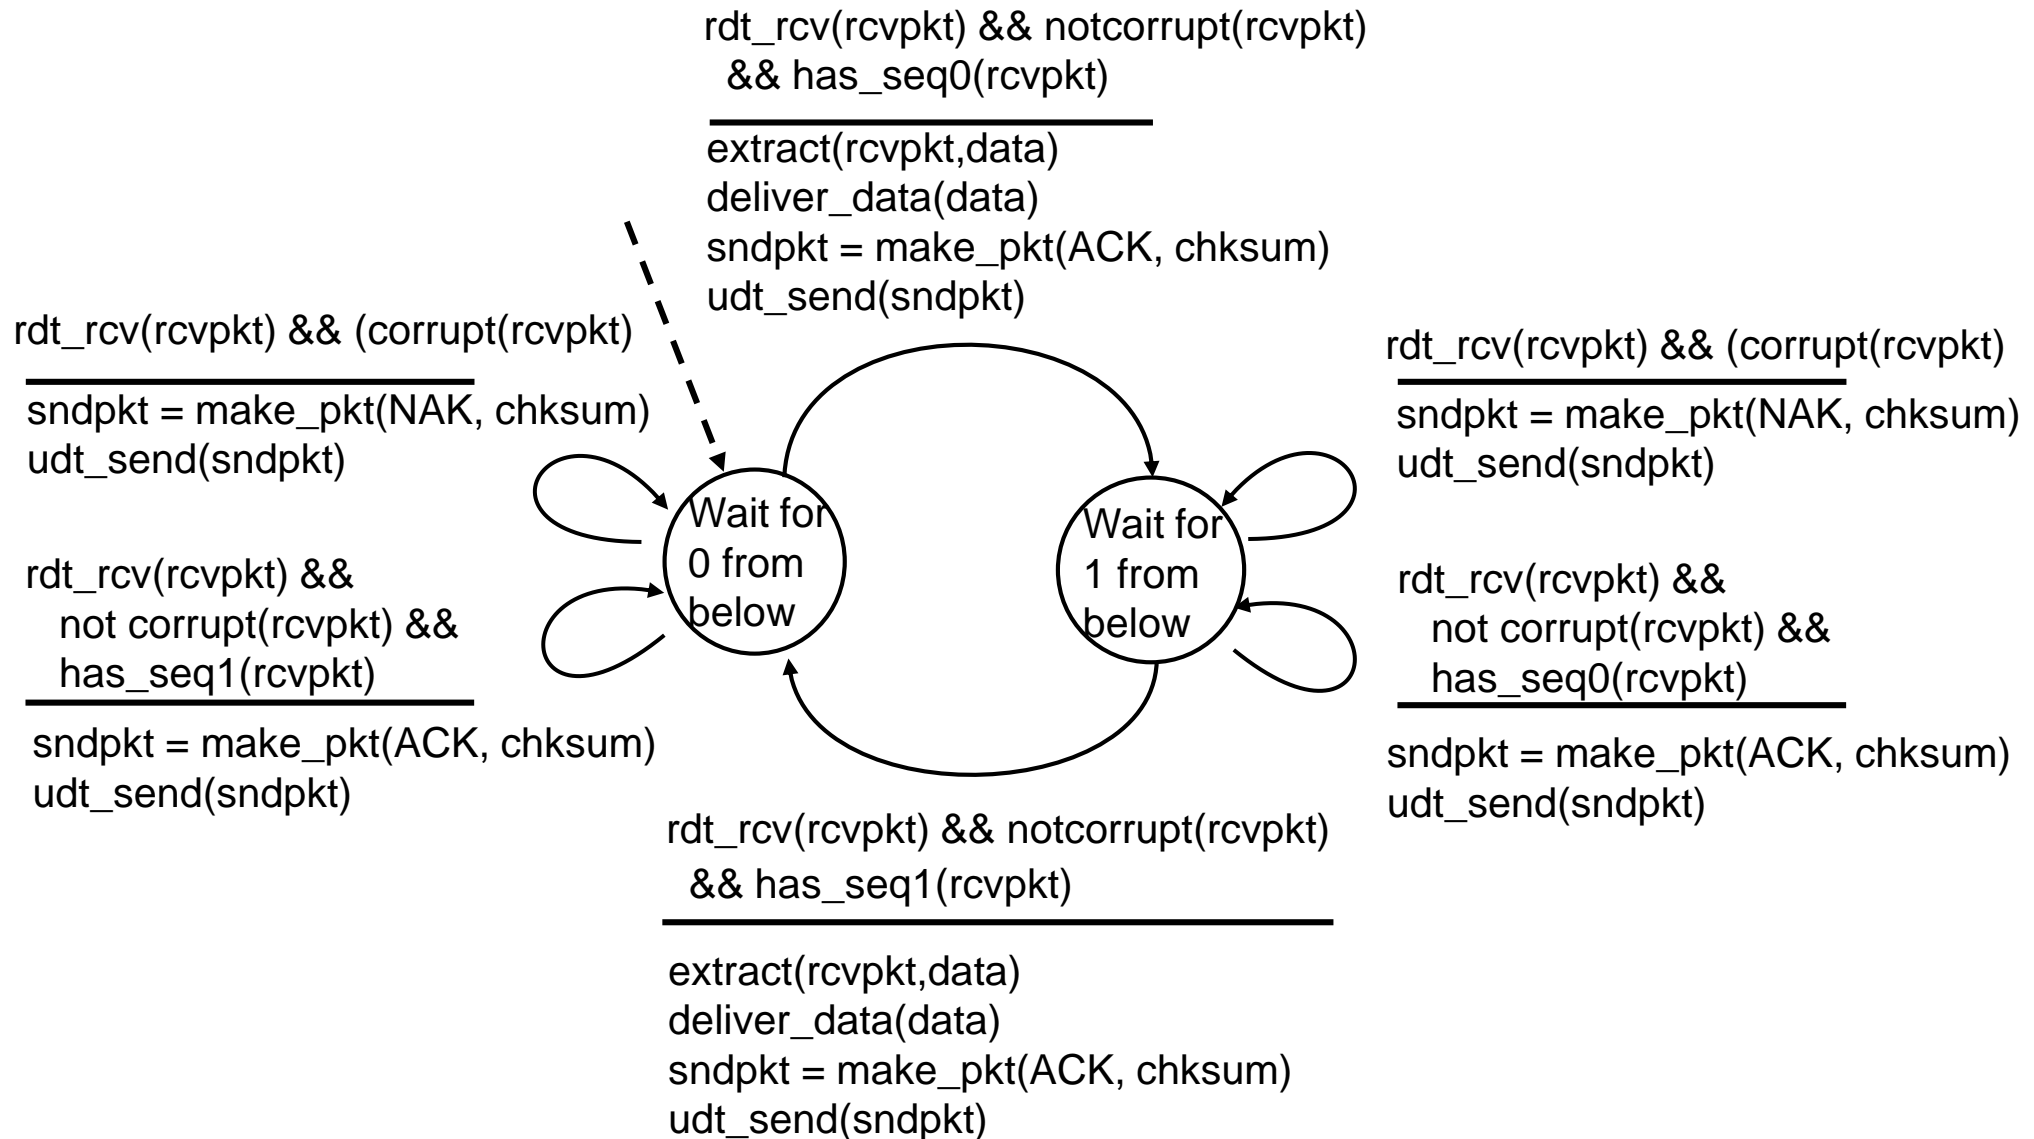 rdt_rcv(rcvpkt) && notcorrupt(rcvpkt)
&& has_seq0(rcvpkt)
extract(rcvpkt,data)
deliver_data(data)
sndpkt = make_pkt(ACK, chksum)
udt_send(sndpkt)
rdt_rcv(rcvpkt) && (corrupt(rcvpkt)
sndpkt = make_pkt(NAK, chksum)
udt_send(sndpkt)
rdt_rcv(rcvpkt) &&
not corrupt(rcvpkt) &&
has_seq1(rcvpkt)
sndpkt = make_pkt(ACK, chksum)
udt_send(sndpkt)
Wait for
0 from
below
Wait for
1 from
below
rdt_rcv(rcvpkt) && (corrupt(rcvpkt)
sndpkt = make_pkt(NAK, chksum)
udt_send(sndpkt)
rdt_rcv(rcvpkt) &&
not corrupt(rcvpkt) &&
has_seq0(rcvpkt)
sndpkt = make_pkt(ACK, chksum)
udt_send(sndpkt)
rdt_rcv(rcvpkt) && notcorrupt(rcvpkt)
&& has_seq1(rcvpkt)
extract(rcvpkt,data)
deliver_data(data)
sndpkt = make_pkt(ACK, chksum)
udt_send(sndpkt)